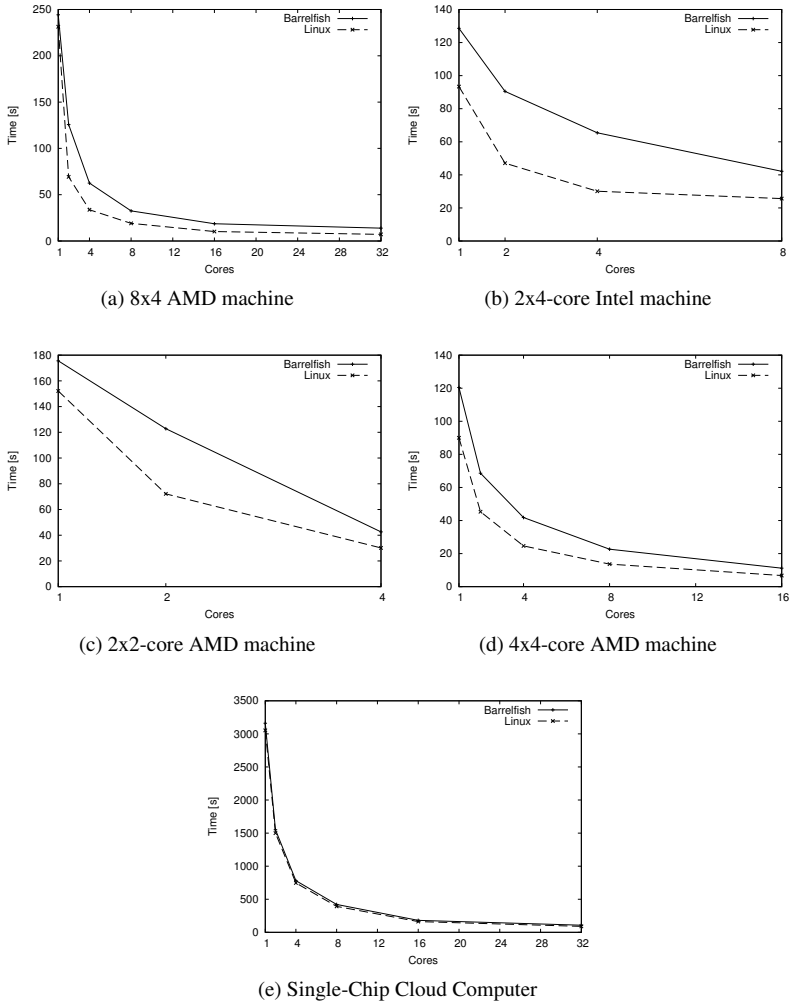 250
200
150
100
50
0
Time [s]
Barrelfish
Linux
1 4 8 12 16 20 24 28 32
Cores
(a) 8x4 AMD machine
140
120
100
80
60
40
20
0
Time [s]
Barrelfish
Linux
1 2 4 8
Cores
(b) 2x4-core Intel machine
180
160
140
120
100
80
60
40
20
0
Time [s]
Barrelfish
Linux
1 2 4
Cores
(c) 2x2-core AMD machine
140
120
100
80
60
40
20
0
Time [s]
Barrelfish
Linux
1 4 8 12 16
Cores
(d) 4x4-core AMD machine
3500
3000
2500
2000
1500
1000
500
0
Time [s]
Barrelfish
Linux
1 4 8 12 16 20 24 28 32
Cores
(e) Single-Chip Cloud Computer